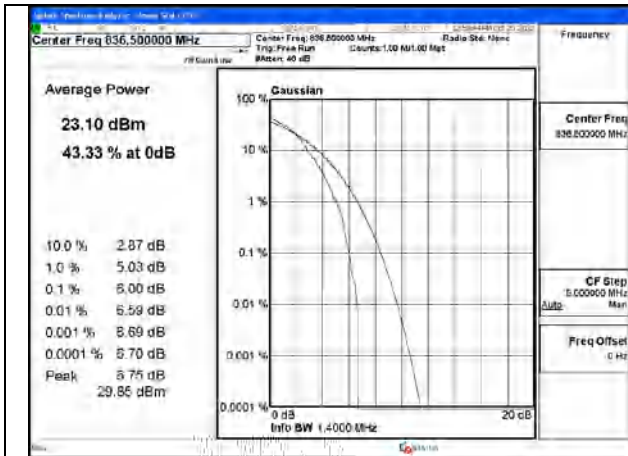 Center Freq 836.500000 MHz
Center Freq: 836.500000 MHz
Radio Std: None
Trig: Free Run
Counts: 1.00 M/1.00 Mpt
#Atten: 40 dB
Frequency
Average Power
23.10 dBm
43.33 % at 0dB
10.0 % 2.87 dB
1.0 % 5.03 dB
0.1 % 6.00 dB
0.01 % 6.59 dB
0.001 % 6.69 dB
0.0001 % 6.70 dB
Peak 6.75 dB
29.85 dBm
Gaussian
100 %
10 %
1 %
0.1 %
0.01 %
0.001 %
0.0001 %
0 dB
20 dB
Info BW 1.4000 MHz
Center Freq
836.500000 MHz
CF Step
Auto Man
Freq Offset
0 Hz